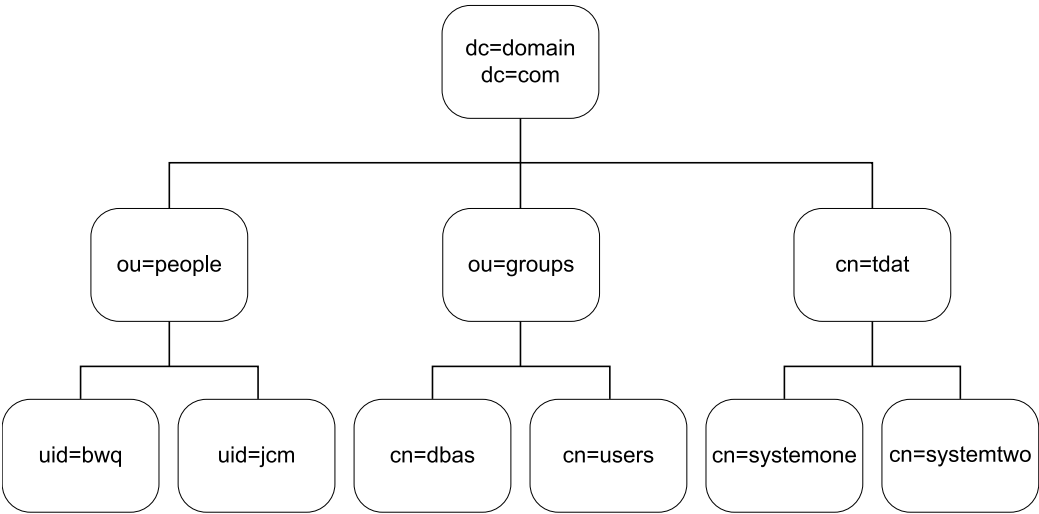 dc=domain
dc=com
ou=people
ou=groups
cn=tdat
uid=bwq
uid=jcm
cn=dbas
cn=users
cn=systemone
cn=systemtwo